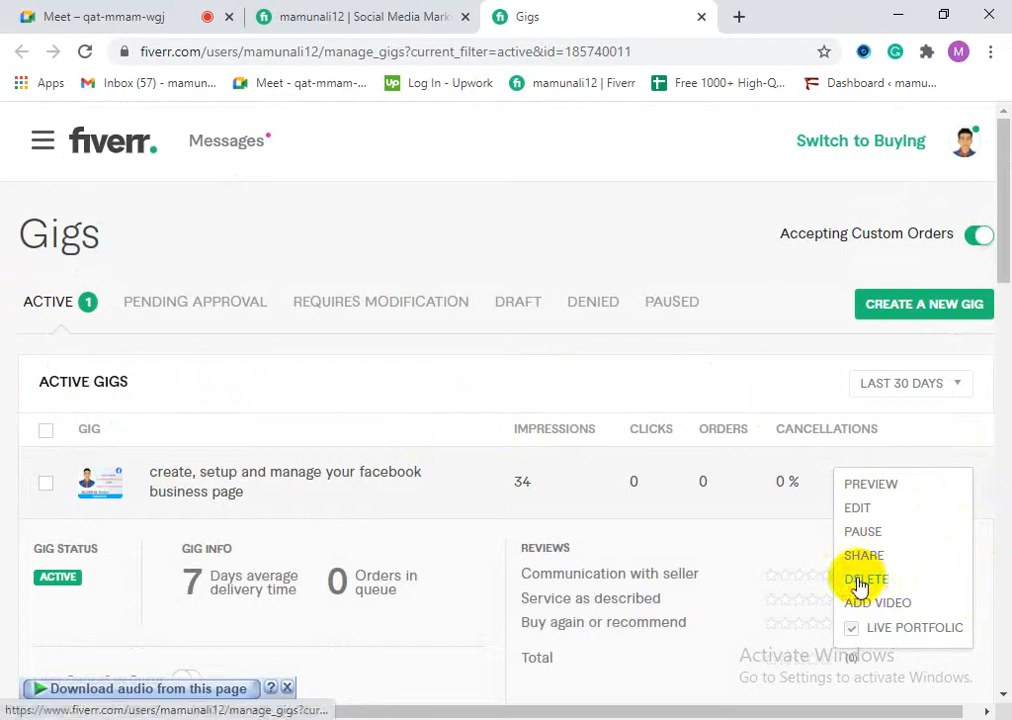 Meet – qat-mmam-wgj
mamunali12 | Social Media Mark
Gigs
fiverr.com/users/mamunali12/manage_gigs?current_filter=active&id=185740011
M
Apps
Inbox (57) - mamun...
Meet - qat-mmam-...
Up
Log In - Upwork
mamunali12 | Fiverr
Free 1000+ High-Q...
Dashboard ‹ mamu...
fiverr.
Messages
Switch to Buying
Gigs
Accepting Custom Orders
ACTIVE 1
PENDING APPROVAL
REQUIRES MODIFICATION
DRAFT
DENIED
PAUSED
CREATE A NEW GIG
ACTIVE GIGS
LAST 30 DAYS
GIG
IMPRESSIONS
CLICKS
ORDERS
CANCELLATIONS
create, setup and manage your facebook
business page
34
0
0
0 %
PREVIEW
EDIT
PAUSE
SHARE
DELETE
ADD VIDEO
LIVE PORTFOLIO
GIG STATUS
ACTIVE
GIG INFO
7 Days average
delivery time
0 Orders in
queue
REVIEWS
Communication with seller
Service as described
Buy again or recommend
Total
(0)
Activate Windows
Go to Settings to activate Windows.
Download audio from this page
?
https://www.fiverr.com/users/mamunali12/manage_gigs?cur...